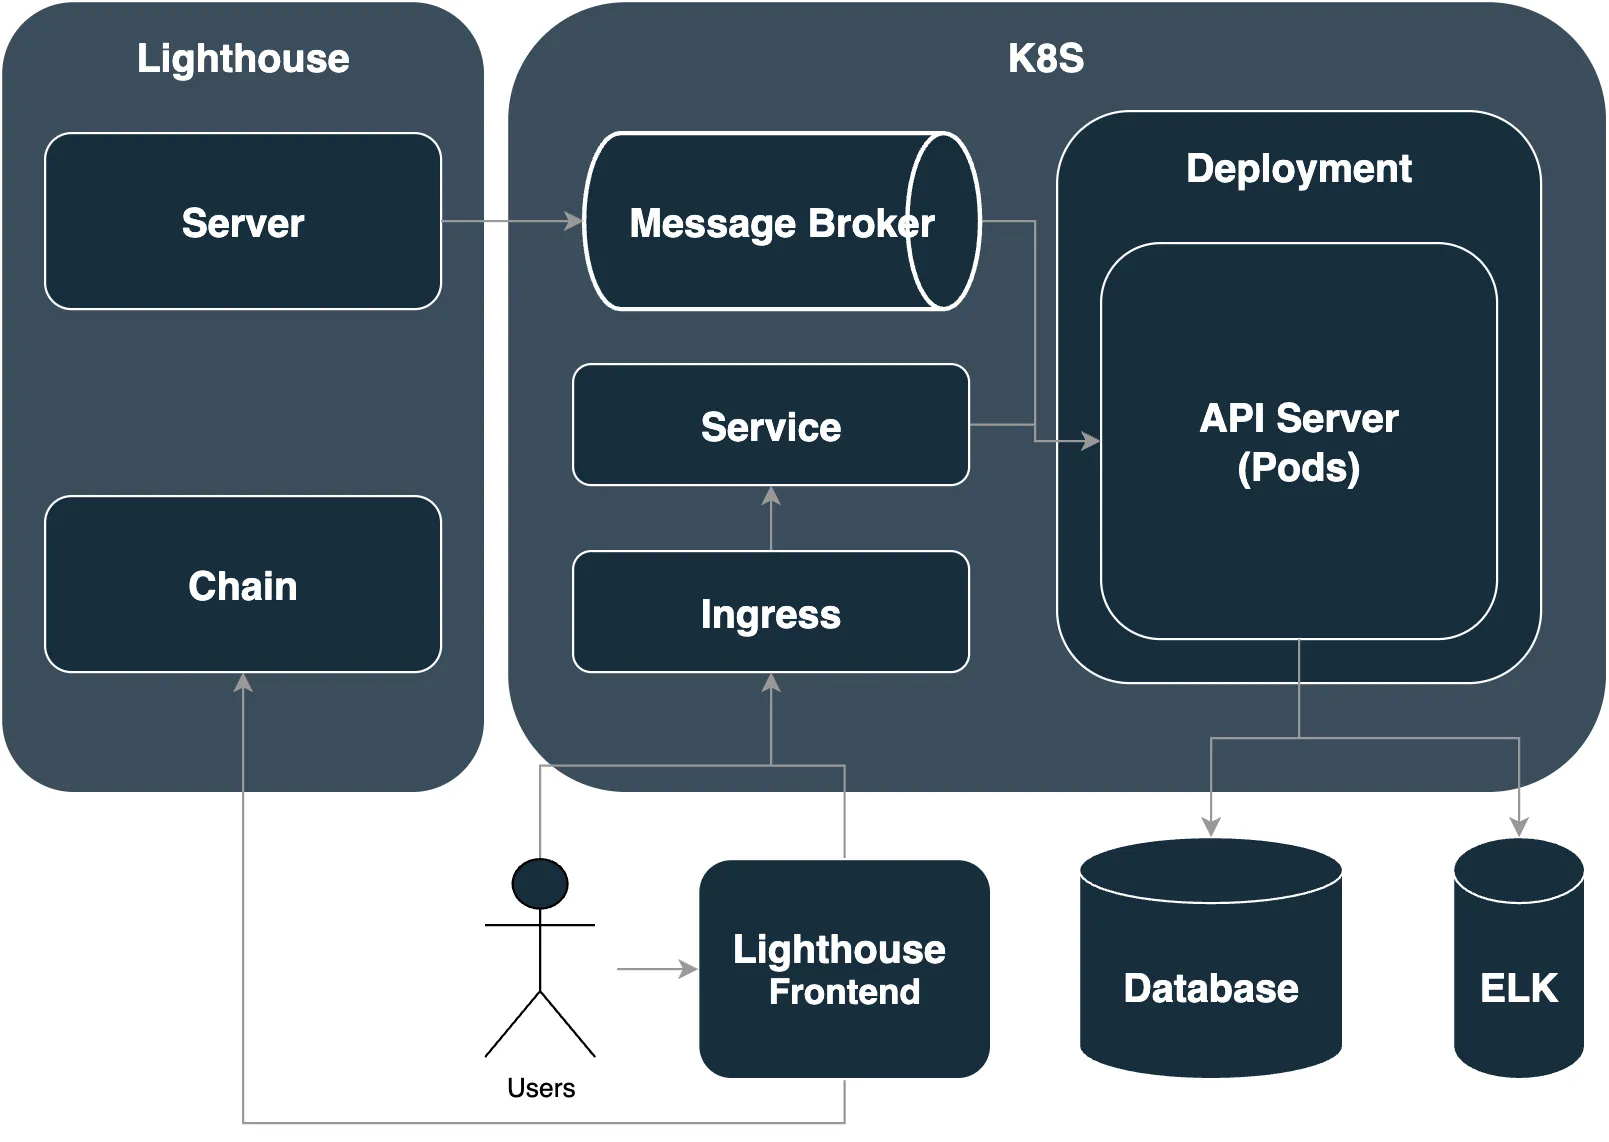 Lighthouse
Server
Chain
K8S
Message Broker
Service
Ingress
Deployment
API Server
(Pods)
Users
Lighthouse
Frontend
Database
ELK